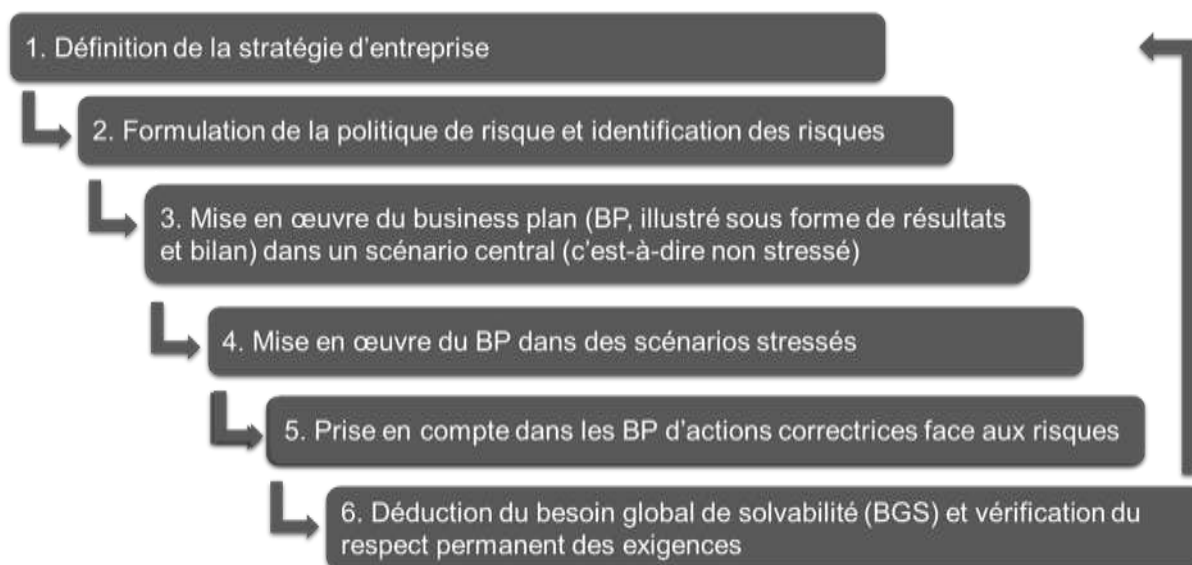 1. Définition de la stratégie d'entreprise
2. Formulation de la politique de risque et identification des risques
3. Mise en œuvre du business plan (BP, illustré sous forme de résultats
et bilan) dans un scénario central (c'est-à-dire non stressé)
4. Mise en œuvre du BP dans des scénarios stressés
5. Prise en compte dans les BP d'actions correctrices face aux risques
6. Déduction du besoin global de solvabilité (BGS) et vérification du
respect permanent des exigences